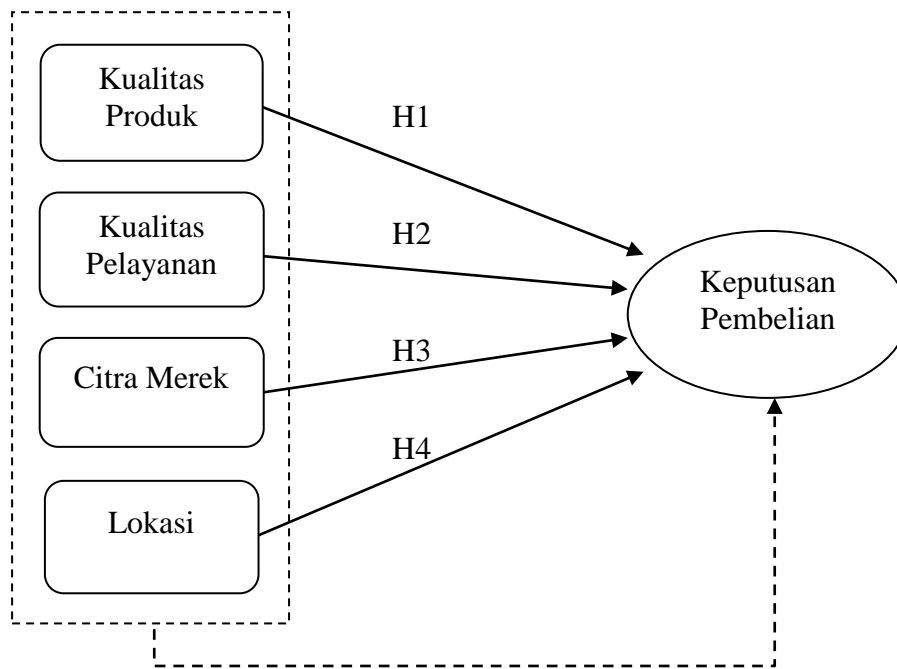 Kualitas
Produk
H1
Kualitas
Pelayanan
H2
Keputusan
Pembelian
Citra Merek
H3
H4
Lokasi